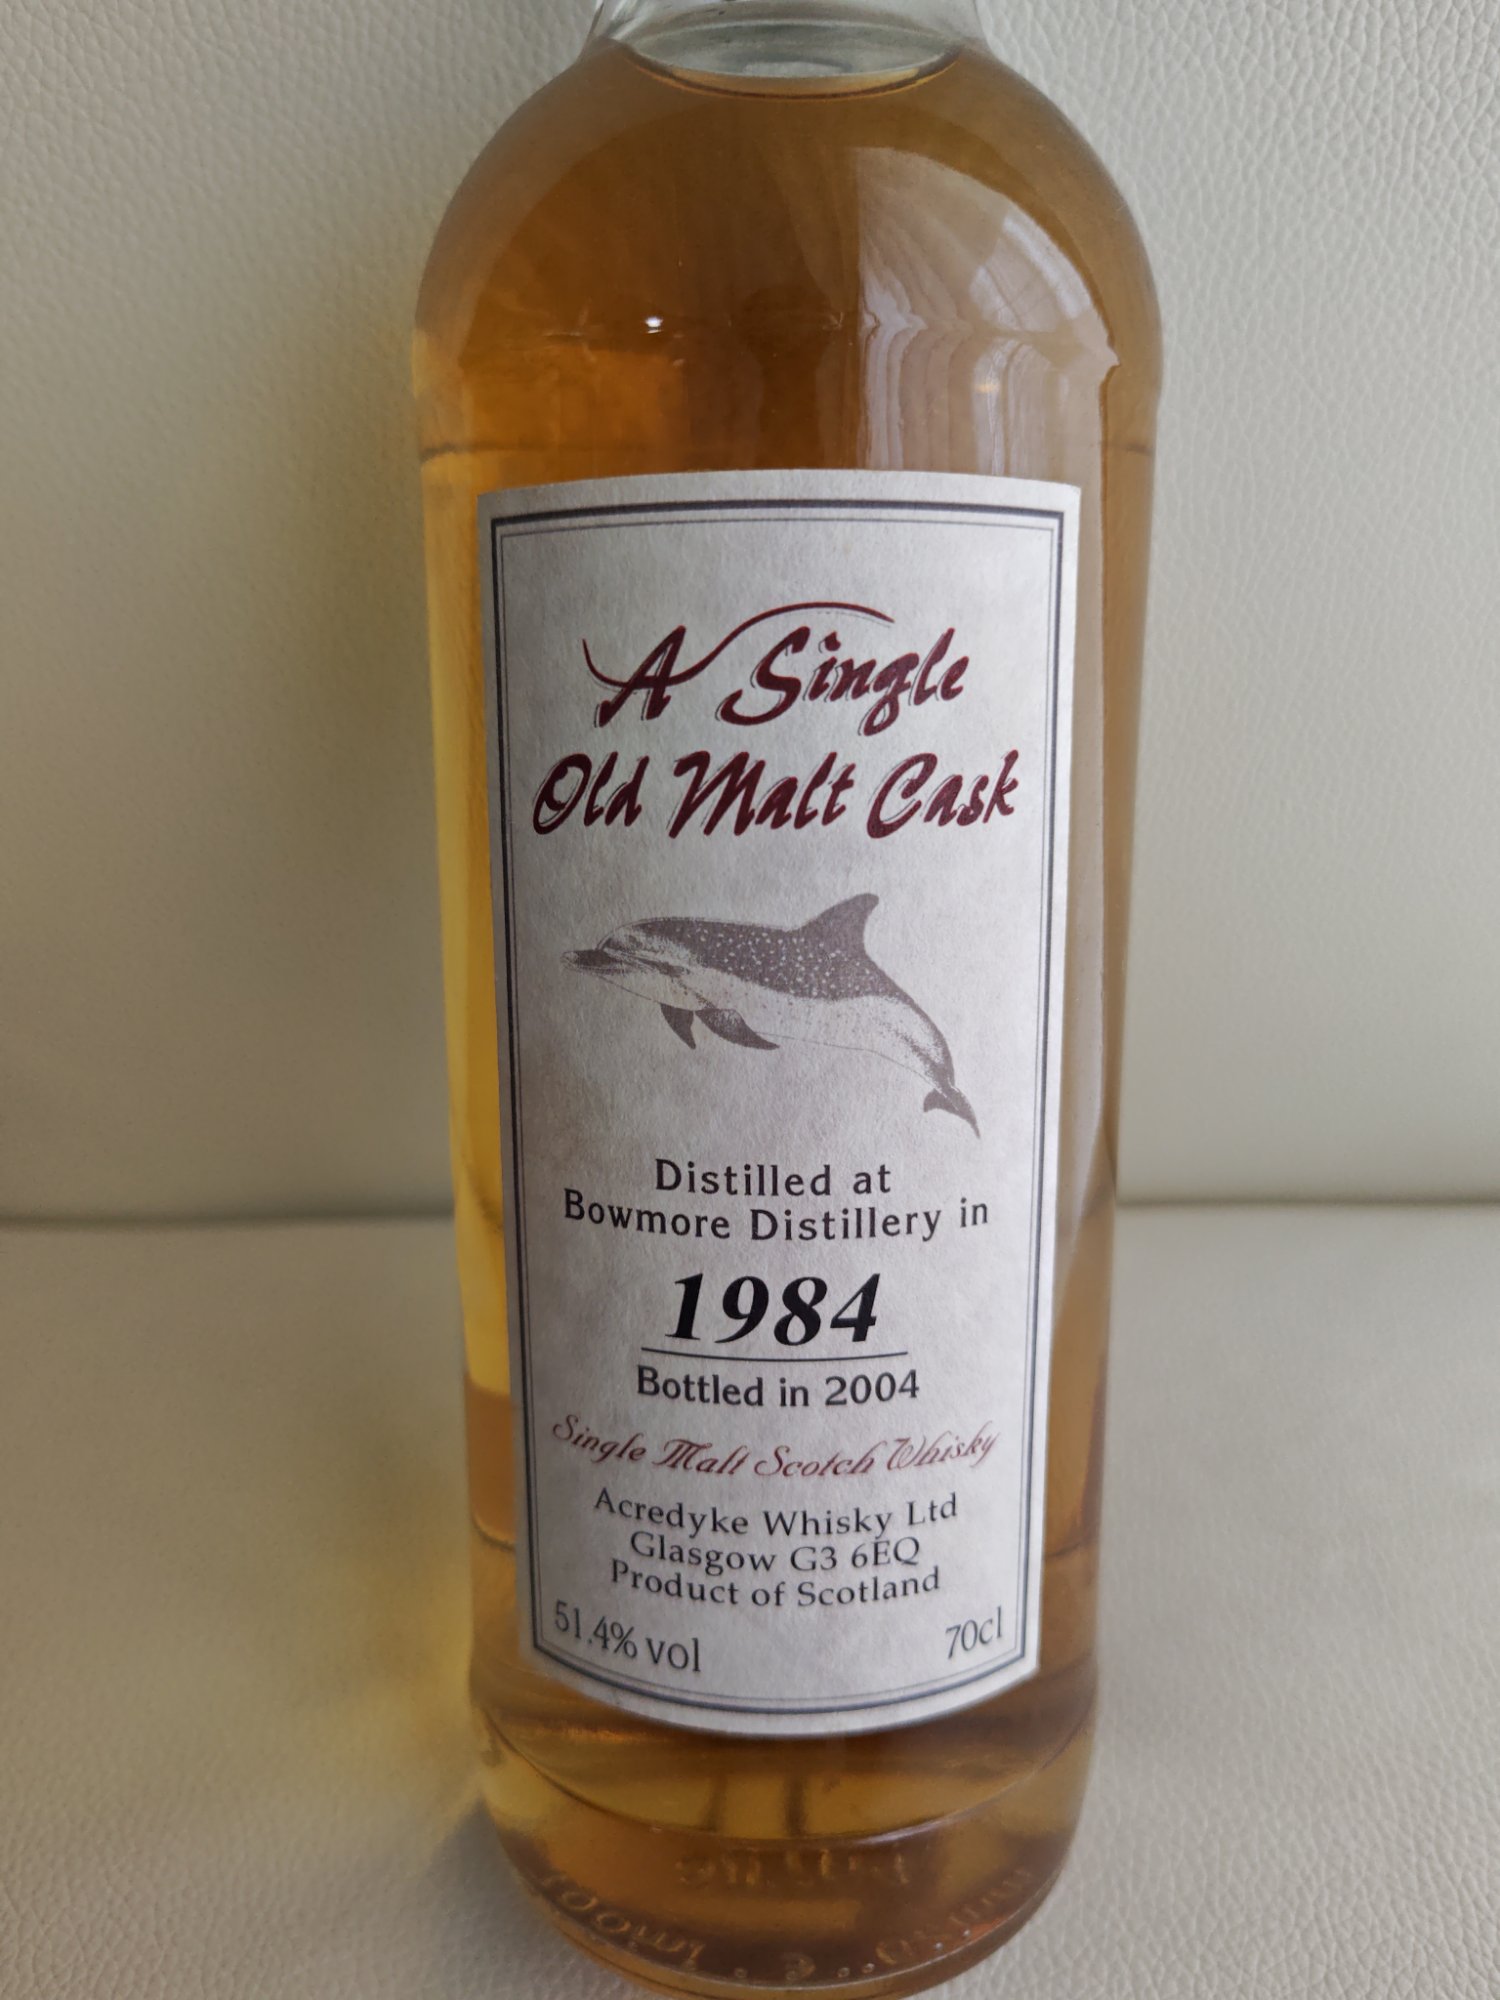 A Single
Old Malt Cask
Distilled at
Bowmore Distillery in
1984
Bottled in 2004
Single Malt Scotch Whisky
Acredyke Whisky Ltd
Glasgow G3 6EQ
Product of Scotland
51.4% vol
70cl